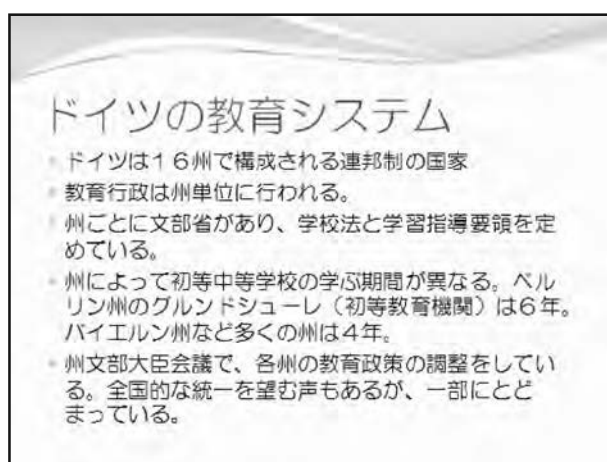 ドイツの教育システム
ドイツは16州で構成される連邦制の国家
教育行政は州単位に行われる。
州ごとに文部省があり、学校法と学習指導要領を定
めている。
州によって初等中等学校の学ぶ期間が異なる。ベル
リン州のグルンドシューレ（初等教育機関）は6年。
バイエルン州など多くの州は4年。
州文部大臣会議で、各州の教育政策の調整をしてい
る。全国的な統一を望む声もあるが、一部にとど
まっている。